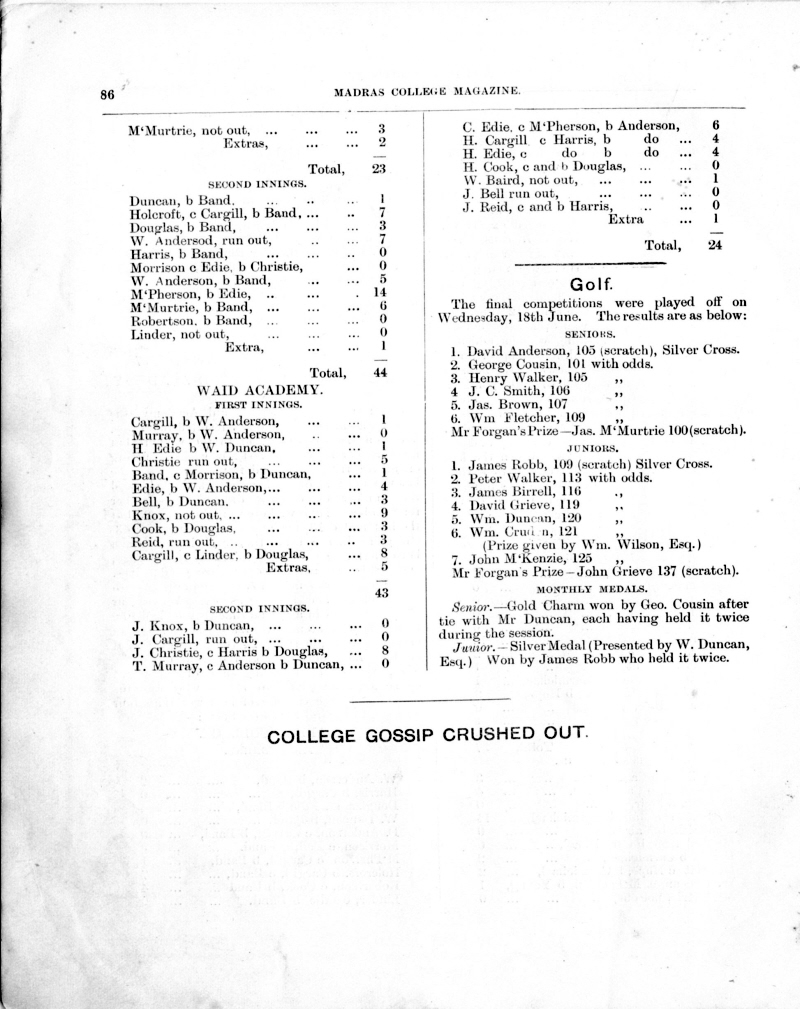 86
MADRAS COLLEGE MAGAZINE.
M‘Murtrie, not out, ... ... ... 3
Extras, ... ... 2
Total, 23
SECOND INNINGS.
Duncan, b Band. ... .. ... 1
Holcroft, c Cargill, b Band, ... .. 7
Douglas, b Band, ... ... ... 3
W. Andersod, run out, .. ... 7
Harris, b Band, ... ... .. 0
Morrison c Edie, b Christie, ... 0
W. Anderson, b Band, ... ... 5
M‘Pherson, b Edie, .. ... . 14
M‘Murtrie, b Band, ... ... ... 6
Robertson, b Band, ... ... ... 0
Linder, not out, ... ... ... 0
Extra, ... ... 1
Total, 44
WAID ACADEMY.
FIRST INNINGS.
Cargill, b W. Anderson, ... ... 1
Murray, b W. Anderson, .. ... 0
H Edie b W. Duncan, ... ... 1
Christie run out, ... ... ... 5
Band, c Morrison, b Duncan, ... 1
Edie, b W. Anderson,... ... ... 4
Bell, b Duncan. ... ... ... 3
Knox, not out, ... ... ... ... 9
Cook, b Douglas, ... ... ... 3
Reid, run out, .. ... ... .. 3
Cargill, c Linder, b Douglas, ... 8
Extras, .. 5
43
SECOND INNINGS.
J. Knox, b Duncan, ... ... ... 0
J. Cargill, run out, ... ... ... 0
J. Christie, c Harris b Douglas, ... 8
T. Murray, c Anderson b Duncan, ... 0
C. Edie, c M‘Pherson, b Anderson, 6
H. Cargill c Harris, b do ... 4
H. Edie, c do b do ... 4
H. Cook, c and b Douglas, ... ... 0
W. Baird, not out, ... ... ... 1
J. Bell run out, ... ... ... 0
J. Reid, c and b Harris, .. ... 0
Extra ... 1
Total, 24
Golf.
The final competitions were played off on
Wednesday, 18th June. The results are as below:
SENIORS.
1. David Anderson, 105 (scratch), Silver Cross.
2. George Cousin, 101 with odds.
3. Henry Walker, 105 ,,
4 J. C. Smith, 106 ,,
5. Jas. Brown, 107 ,,
6. Wm Fletcher, 109 ,,
Mr Forgan's Prize—Jas. M‘Murtrie 100(scratch).
JUNIORS.
1. James Robb, 109 (scratch) Silver Cross.
2. Peter Walker, 113 with odds.
3. James Birrell, 116 .,
4. David Grieve, 119 ,.
5. Wm. Duncan, 120 ,,
6. Wm. 121 ,,
(Prize given by Wm. Wilson, Esq.)
7. John M‘Kenzie, 125 ,,
Mr Forgan's Prize—John Grieve 137 (scratch).
MONTHLY MEDALS.
Senior.—Gold Charm won by Geo. Cousin after
tie with Mr Duncan, each having held it twice
during the session.
Junior.—Silver Medal (Presented by W. Duncan,
Esq.) Won by James Robb who held it twice.
COLLEGE GOSSIP CRUSHED OUT.